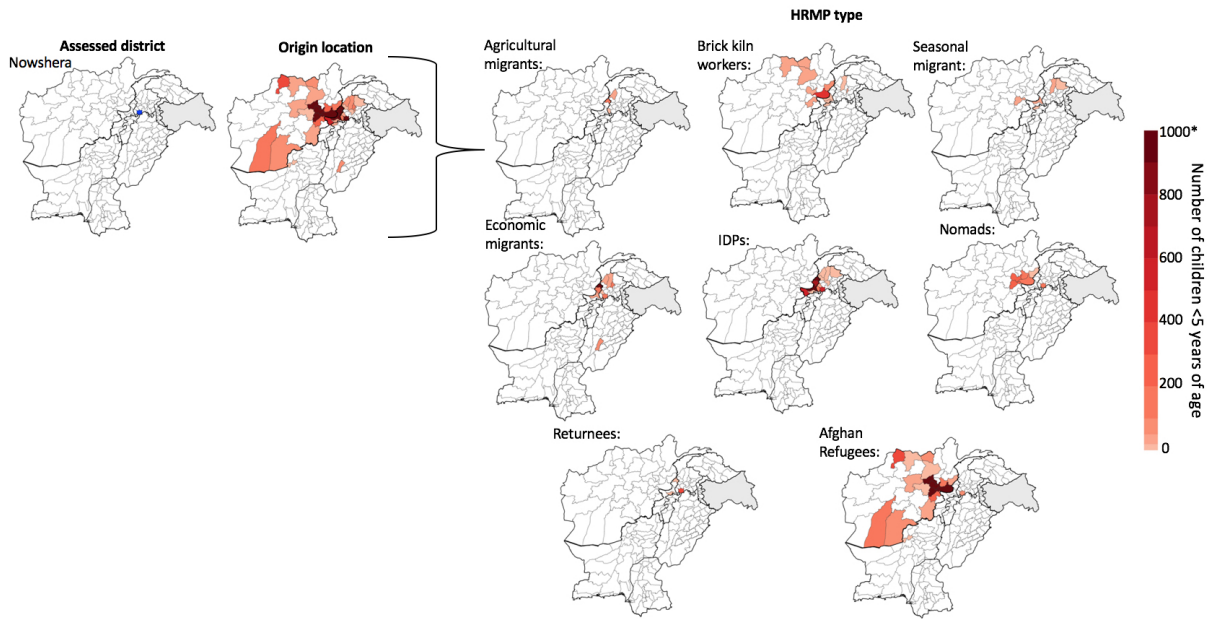 HRMP type
Assessed district
Nowshera
Origin location
Agricultural
migrants:
Brick kiln
workers:
Seasonal
migrant:
Economic
migrants:
IDPs:
Nomads:
Returnees:
Afghan
Refugees:
1000*
800
600
400
200
0
Number of children <5 years of age